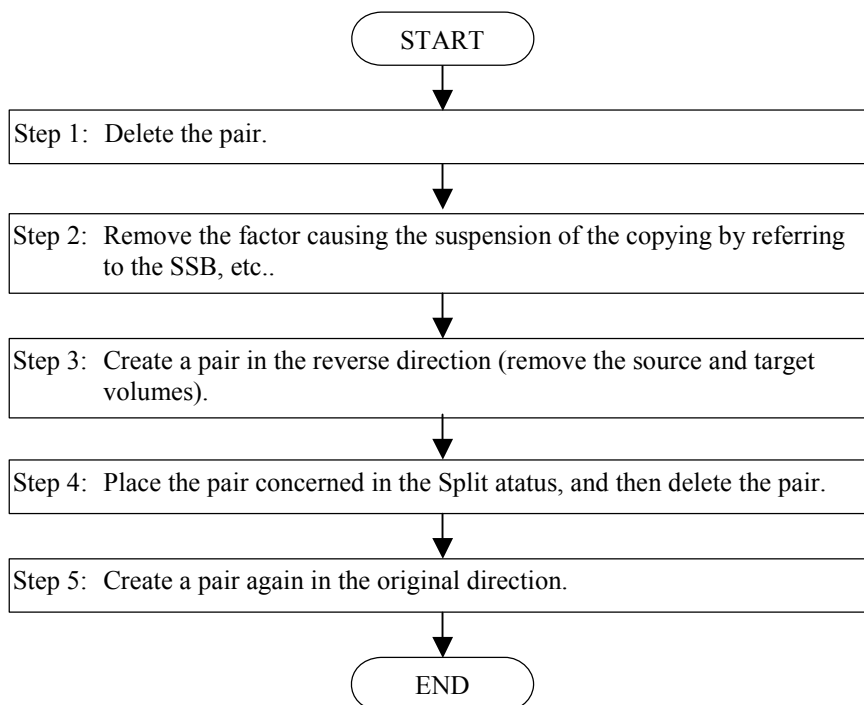 START
Step 1: Delete the pair.
Step 2: Remove the factor causing the suspension of the copying by referring
to the SSB, etc..
Step 3: Create a pair in the reverse direction (remove the source and target
volumes).
Step 4: Place the pair concerned in the Split atatus, and then delete the pair.
Step 5: Create a pair again in the original direction.
END